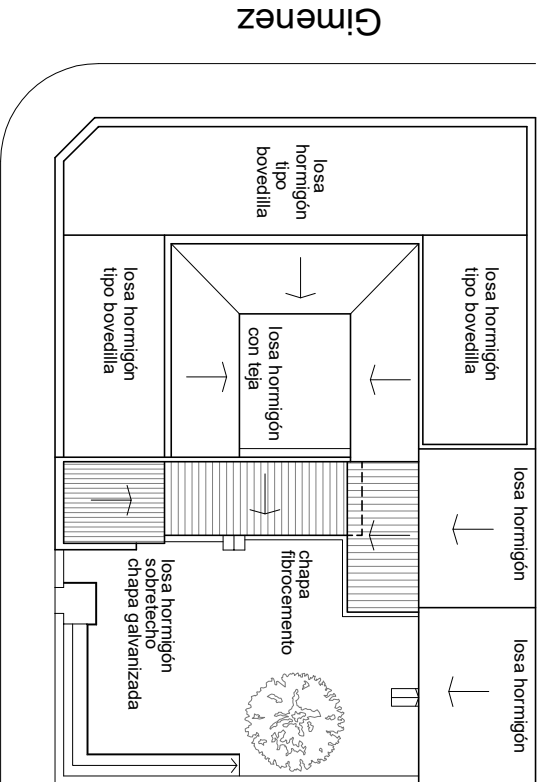 Gimenez
losa
hormigón
tipo
bovedilla
losa hormigón
tipo bovedilla
losa hormigón
con teja
losa hormigón
tipo bovedilla
losa hormigón
losa hormigón
chapa
fibrocemento
losa hormigón
sobretecho
chapa galvanizada